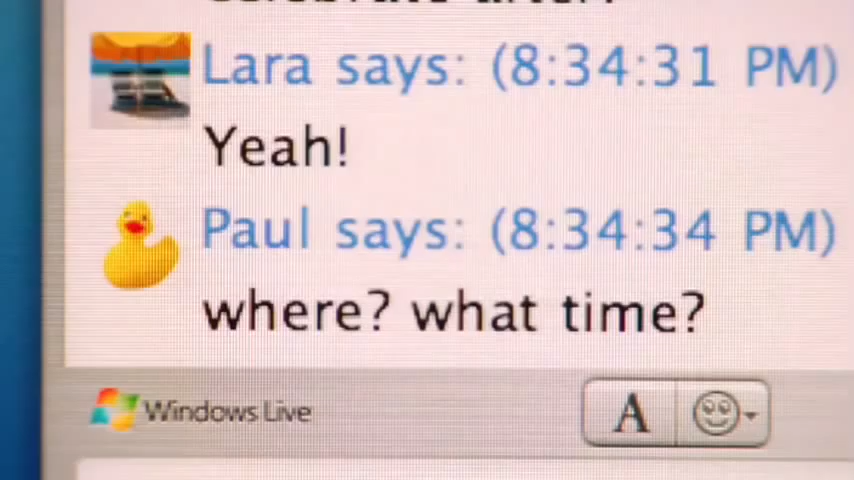 Lara says: (8:34:31 PM)
Yeah!
Paul says: (8:34:34 PM)
where? what time?
Windows Live
A